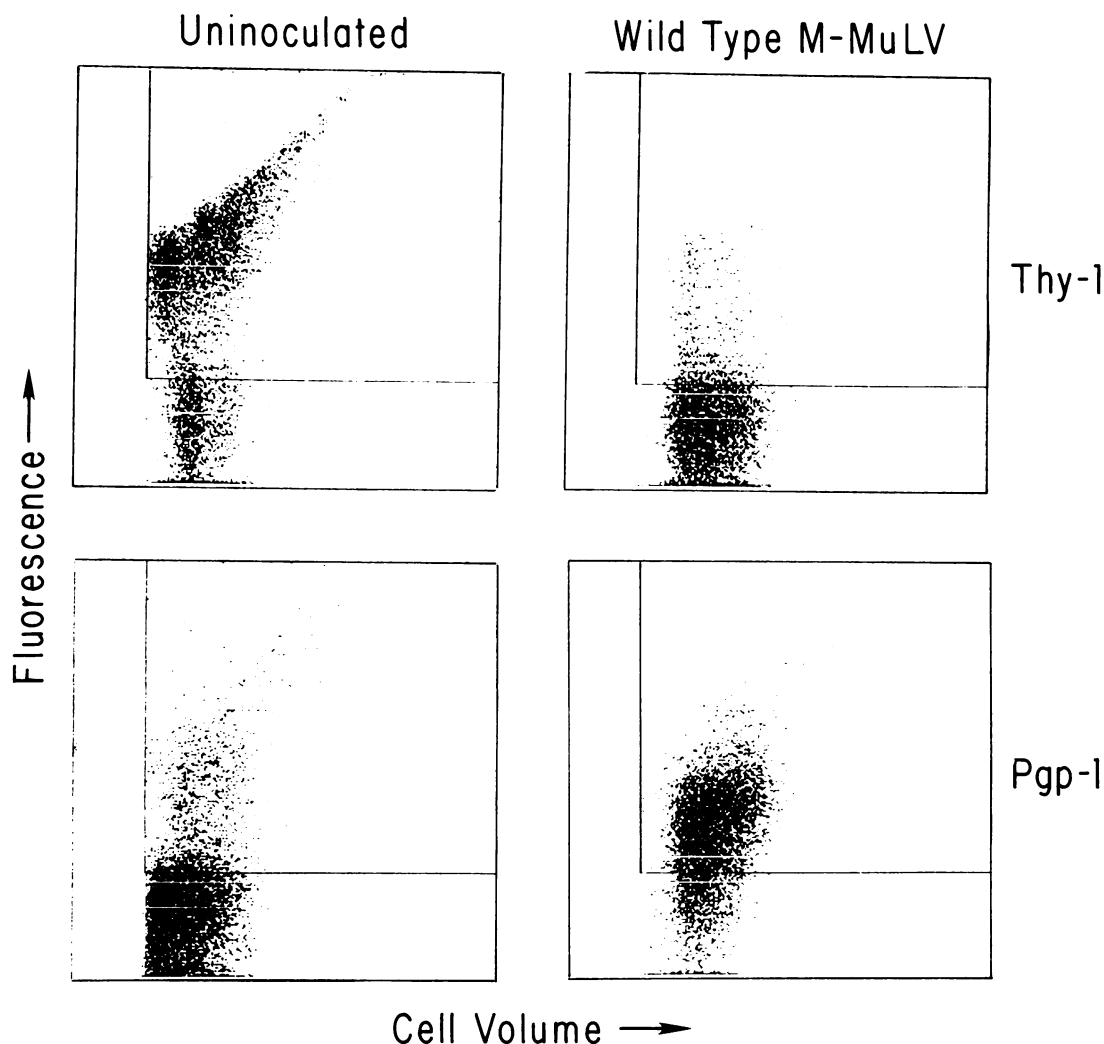 Uninoculated
Wild Type M-MuLV
Thy-1
Fluorescence
Pgp-1
Cell Volume